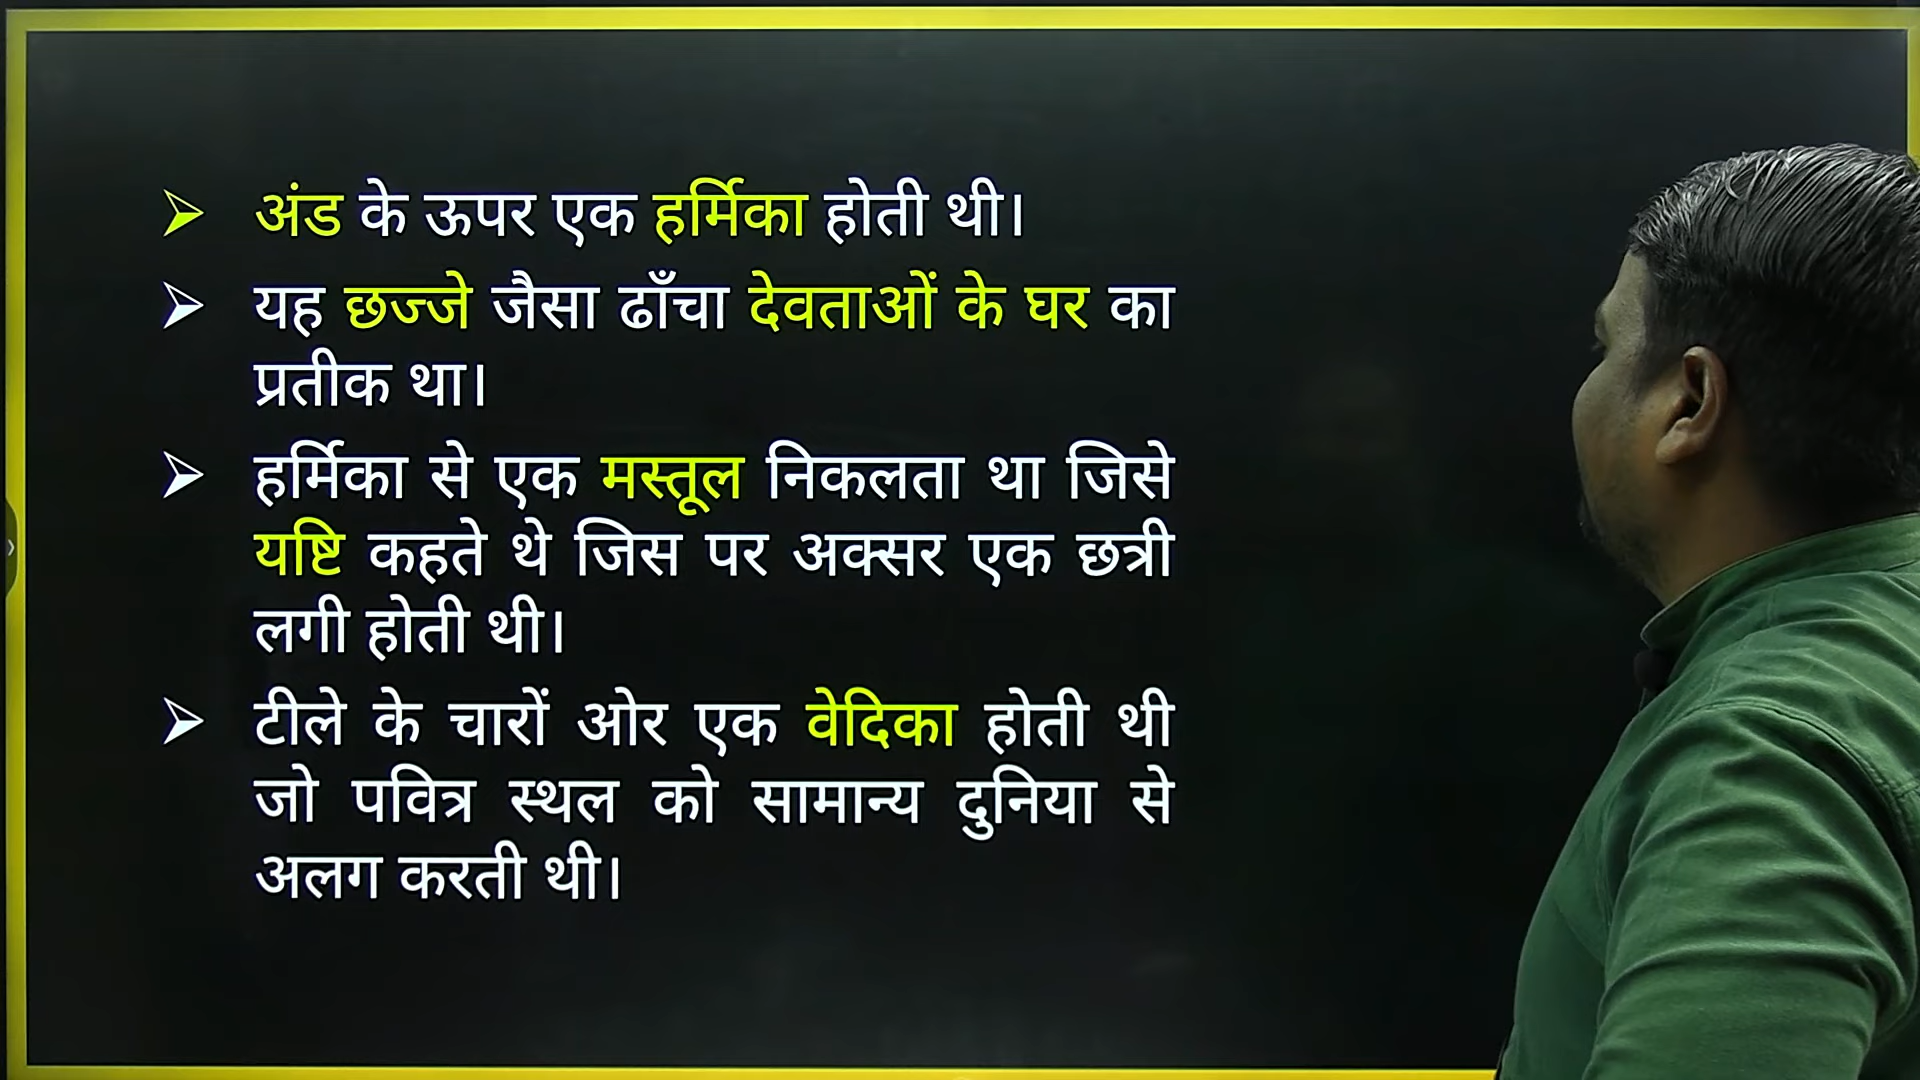 ➢ अंड के ऊपर एक हर्मिका होती थी।
➢ यह छज्जे जैसा ढाँचा देवताओं के घर का
प्रतीक था।
➢ हर्मिका से एक मस्तूल निकलता था जिसे
यष्टि कहते थे जिस पर अक्सर एक छत्री
लगी होती थी।
➢ टीले के चारों ओर एक वेदिका होती थी
जो पवित्र स्थल को सामान्य दुनिया से
अलग करती थी।